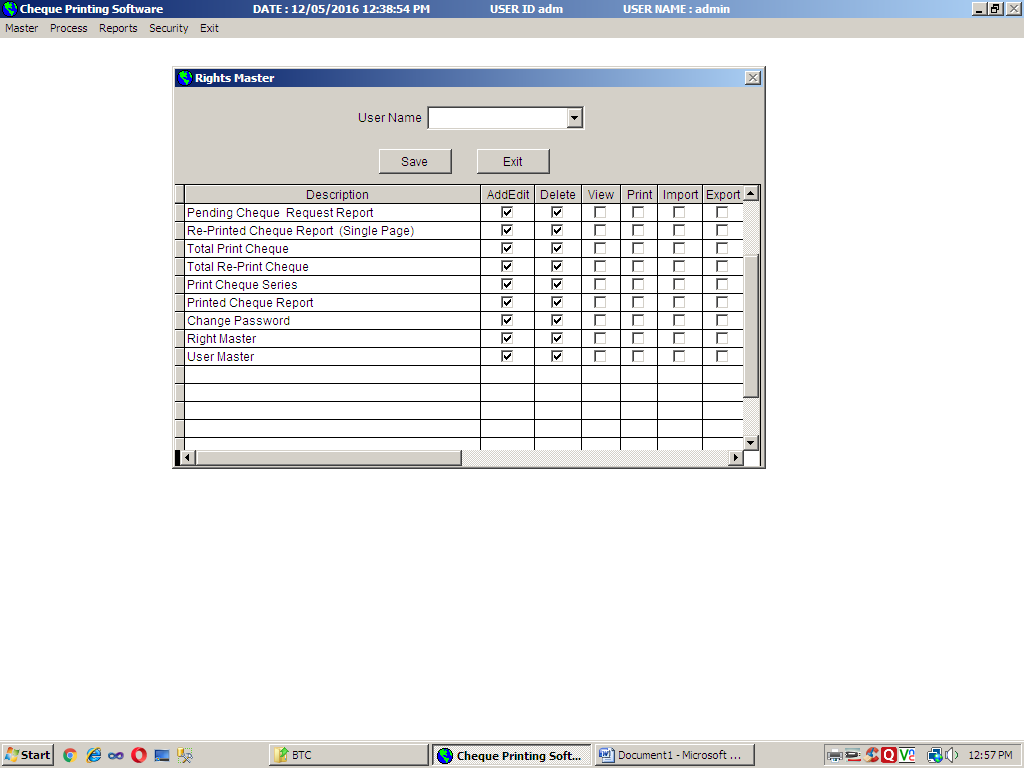 Cheque Printing Software DATE : 12/05/2016 12:38:54 PM USER ID adm USER NAME : admin
Master Process Reports Security Exit
Rights Master
User Name
Save Exit
Description AddEdit Delete View Print Import Export
Pending Cheque Request Report
Re-Printed Cheque Report (Single Page)
Total Print Cheque
Total Re-Print Cheque
Print Cheque Series
Printed Cheque Report
Change Password
Right Master
User Master
Start BTC Cheque Printing Soft... Document1 - Microsoft ... 12:57 PM